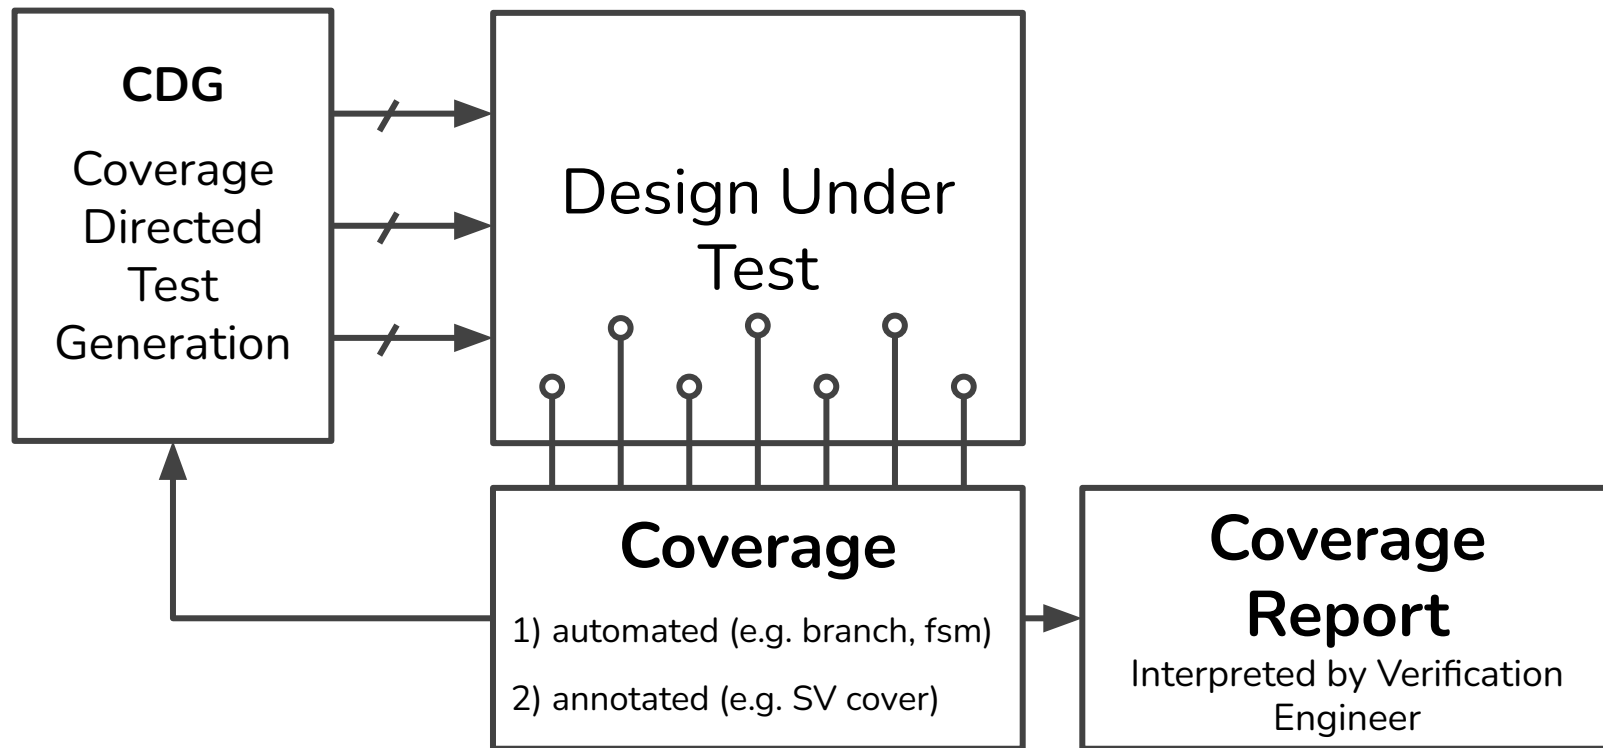 CDG
Coverage
Directed
Test
Generation
Design Under
Test
Coverage
1) automated (e.g. branch, fsm)
2) annotated (e.g. SV cover)
Coverage
Report
Interpreted by Verification
Engineer